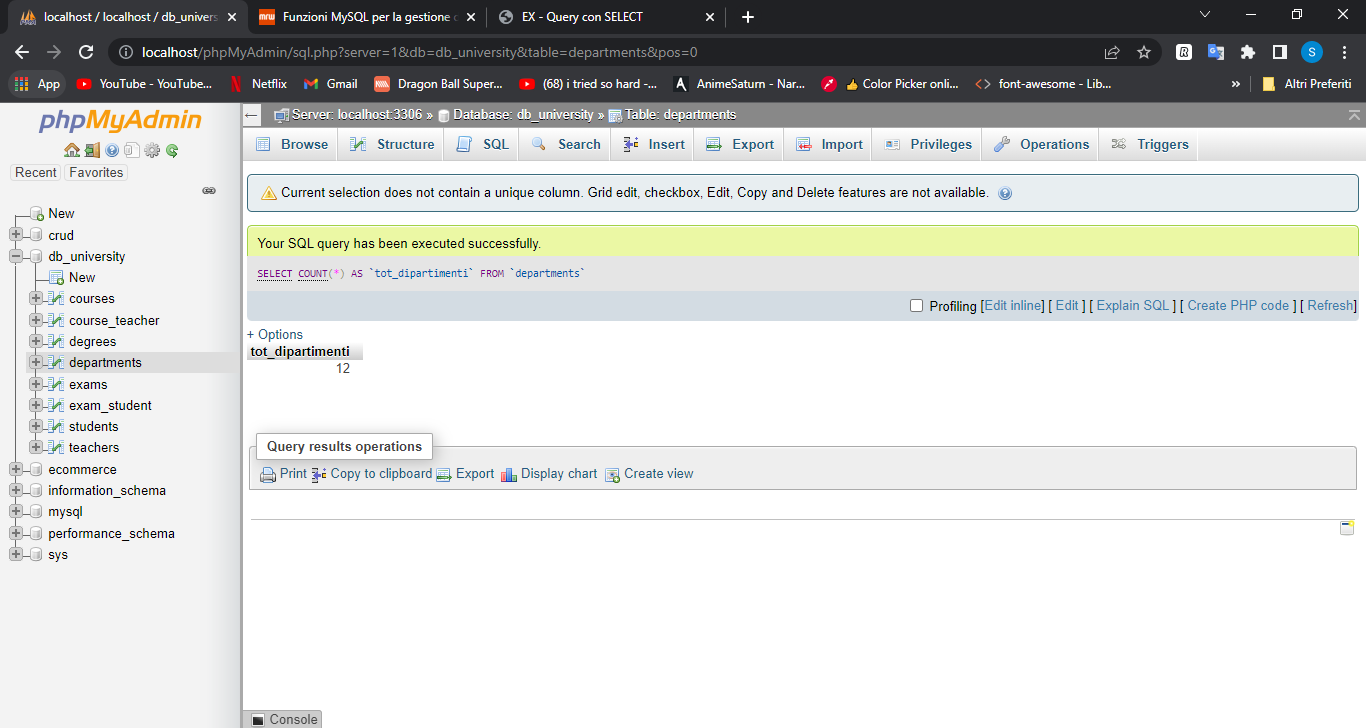 localhost / localhost / db_univers
Funzioni MySQL per la gestione d
EX - Query con SELECT
localhost/phpMyAdmin/sql.php?server=1&db=db_university&table=departments&pos=0
App YouTube - YouTube... Netflix Gmail Dragon Ball Super... (68) i tried so hard -... AnimeSaturn - Nar... Color Picker onli... font-awesome - Lib... » Altri Preferiti
phpMyAdmin
Recent Favorites
New
crud
db_university
New
courses
course_teacher
degrees
departments
exams
exam_student
students
teachers
ecommerce
information_schema
mysql
performance_schema
sys
Server: localhost:3306 » Database: db_university » Table: departments
Browse Structure SQL Search Insert Export Import Privileges Operations Triggers
Current selection does not contain a unique column. Grid edit, checkbox, Edit, Copy and Delete features are not available.
Your SQL query has been executed successfully.
SELECT COUNT(*) AS `tot_dipartimenti` FROM `departments`
Profiling [Edit inline] [ Edit ] [ Explain SQL ] [ Create PHP code ] [ Refresh]
+ Options
tot_dipartimenti
12
Query results operations
Print Copy to clipboard Export Display chart Create view
Console